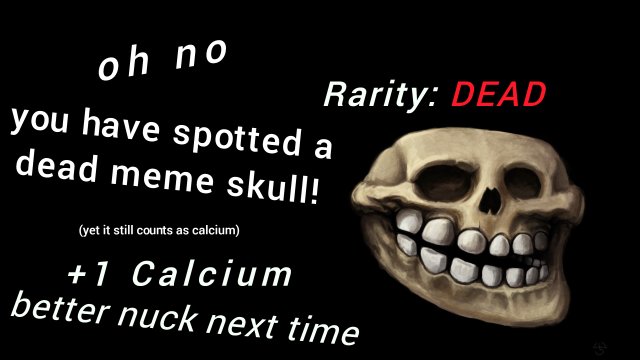 oh no
you have spotted a
dead meme skull!
(yet it still counts as calcium)
+1 Calcium
better nuck next time
Rarity: DEAD